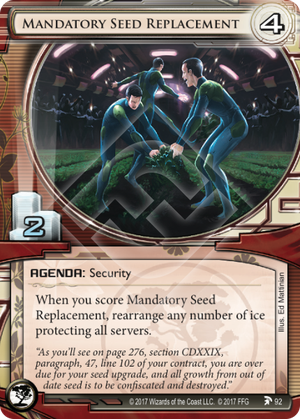 Mandatory Seed Replacement
4
2
AGENDA: Security
When you score Mandatory Seed
Replacement, rearrange any number of ice
protecting all servers.
"As you'll see on page 276, section CDXXIX,
paragraph, 47, line 102 of your contract, you are over
due for your seed upgrade, and all growth from out of
date seed is to be confiscated and destroyed."
Illus. Ed Mattinian
© 2017 Wizards of the Coast LLC. © 2017 FFG
92